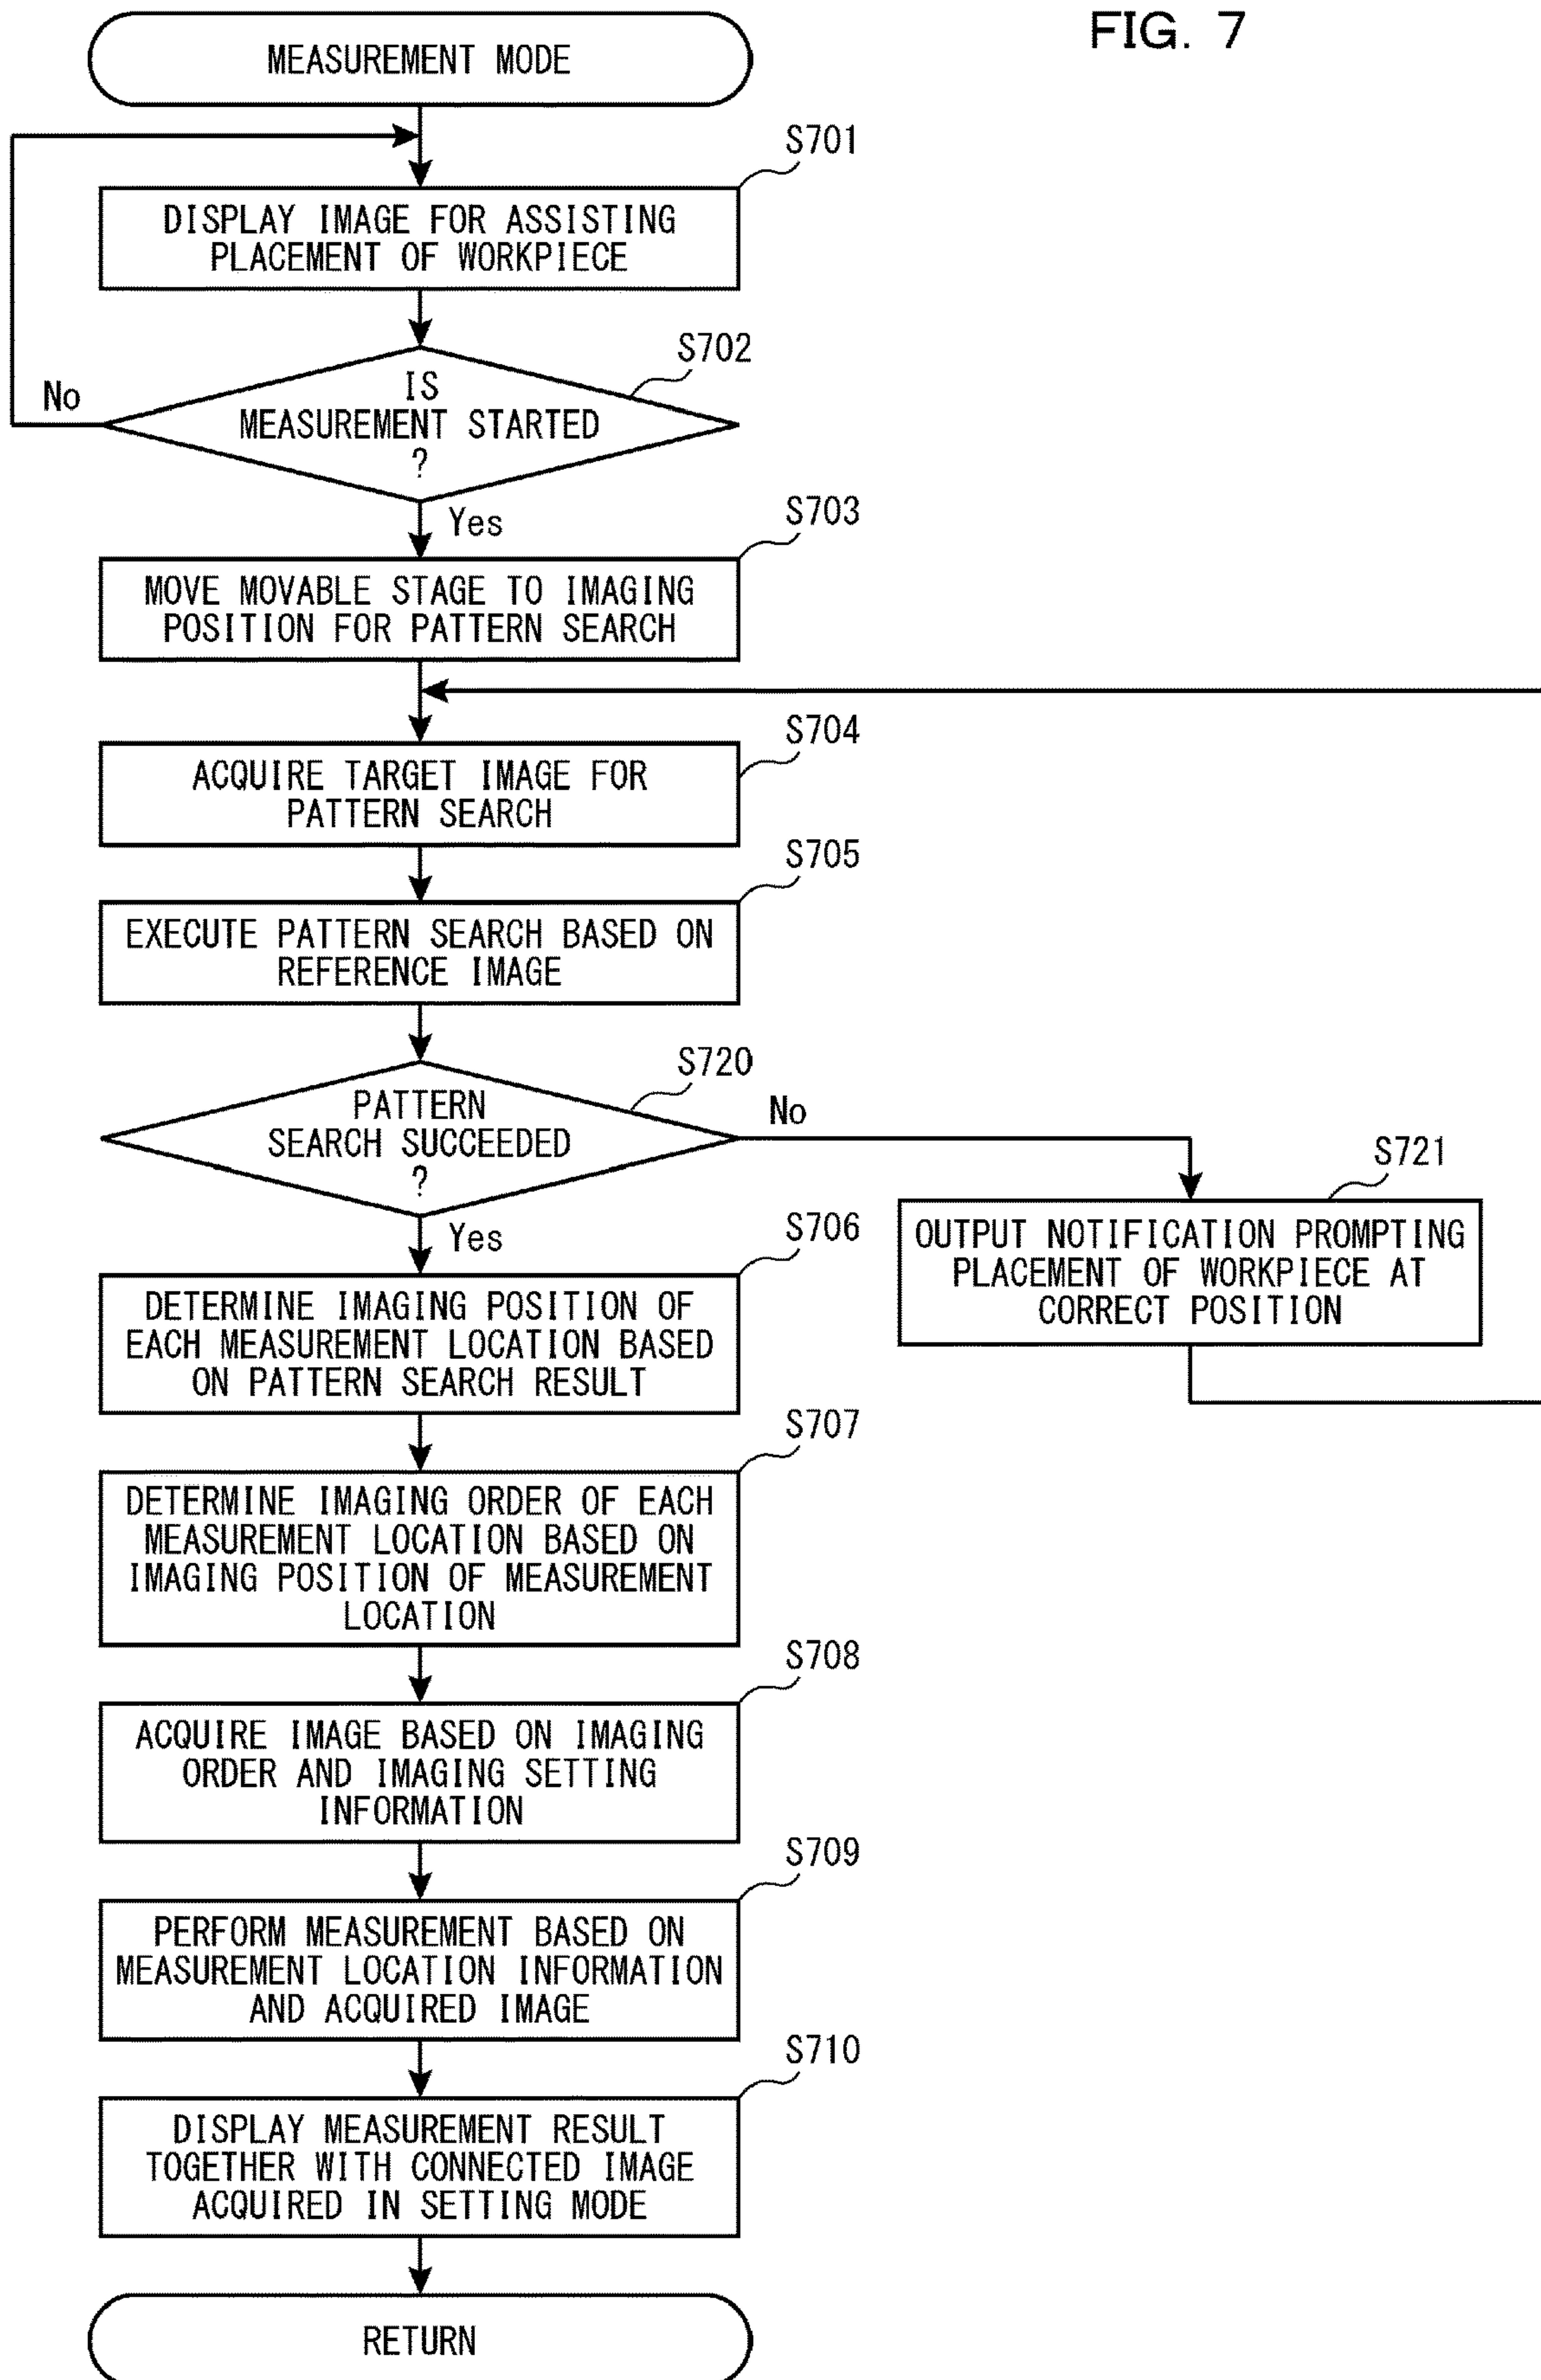 FIG. 7
MEASUREMENT MODE
S701
DISPLAY IMAGE FOR ASSISTING
PLACEMENT OF WORKPIECE
S702
IS
MEASUREMENT STARTED
?
No
Yes
S703
MOVE MOVABLE STAGE TO IMAGING
POSITION FOR PATTERN SEARCH
S704
ACQUIRE TARGET IMAGE FOR
PATTERN SEARCH
S705
EXECUTE PATTERN SEARCH BASED ON
REFERENCE IMAGE
S720
PATTERN
SEARCH SUCCEEDED
?
No
Yes
S721
OUTPUT NOTIFICATION PROMPTING
PLACEMENT OF WORKPIECE AT
CORRECT POSITION
S706
DETERMINE IMAGING POSITION OF
EACH MEASUREMENT LOCATION BASED
ON PATTERN SEARCH RESULT
S707
DETERMINE IMAGING ORDER OF EACH
MEASUREMENT LOCATION BASED ON
IMAGING POSITION OF MEASUREMENT
LOCATION
S708
ACQUIRE IMAGE BASED ON IMAGING
ORDER AND IMAGING SETTING
INFORMATION
S709
PERFORM MEASUREMENT BASED ON
MEASUREMENT LOCATION INFORMATION
AND ACQUIRED IMAGE
S710
DISPLAY MEASUREMENT RESULT
TOGETHER WITH CONNECTED IMAGE
ACQUIRED IN SETTING MODE
RETURN